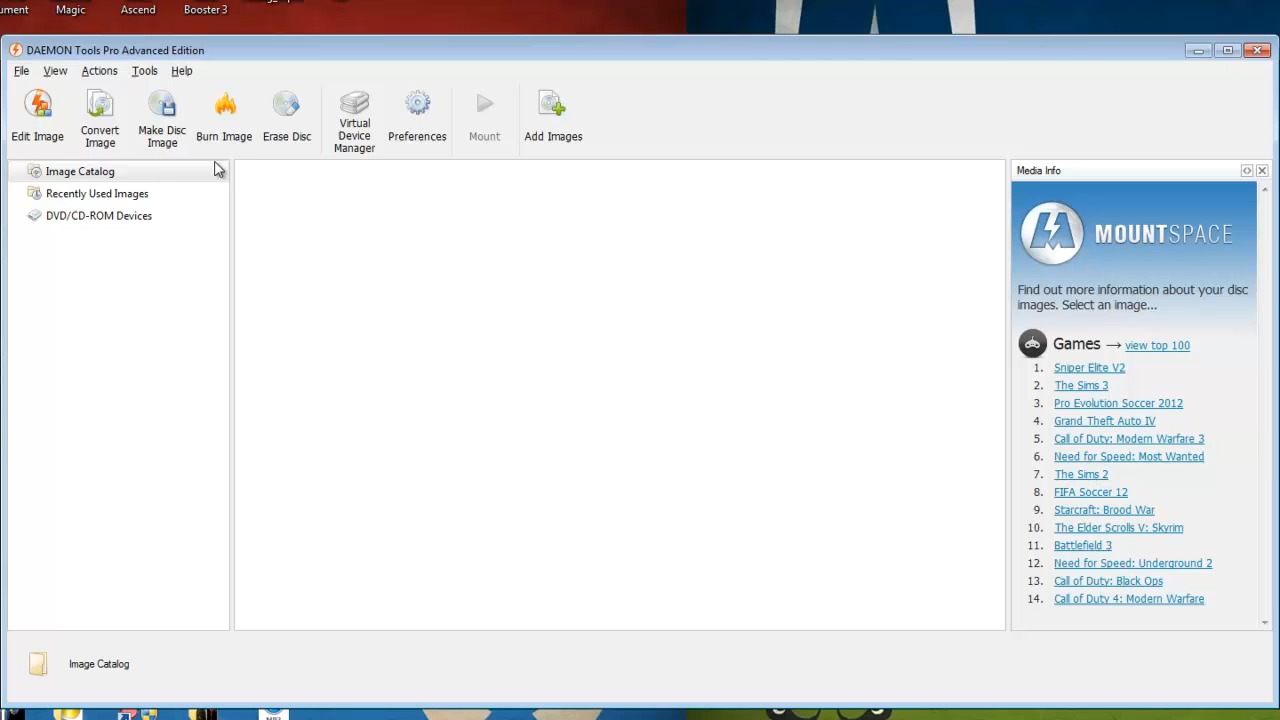 Magic
Ascend
Booster 3
DAEMON Tools Pro Advanced Edition
File View Actions Tools Help
Edit Image
Convert
Image
Make Disc
Image
Burn Image
Erase Disc
Virtual
Device
Manager
Preferences
Mount
Add Images
Image Catalog
Recently Used Images
DVD/CD-ROM Devices
Media Info
MOUNTSPACE
Find out more information about your disc
images. Select an image...
Games → view top 100
1. Sniper Elite V2
2. The Sims 3
3. Pro Evolution Soccer 2012
4. Grand Theft Auto IV
5. Call of Duty: Modern Warfare 3
6. Need for Speed: Most Wanted
7. The Sims 2
8. FIFA Soccer 12
9. Starcraft: Brood War
10. The Elder Scrolls V: Skyrim
11. Battlefield 3
12. Need for Speed: Underground 2
13. Call of Duty: Black Ops
14. Call of Duty 4: Modern Warfare
Image Catalog